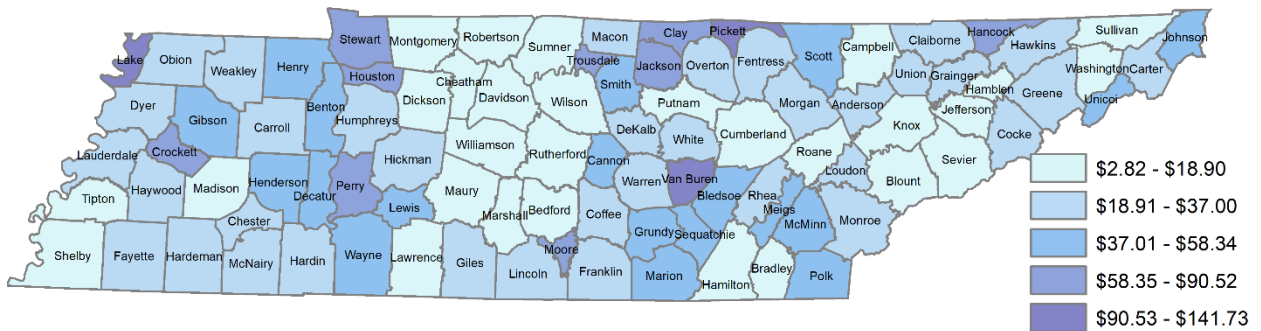 Stewart
Montgomery
Robertson
Sumner
Macon
Clay
Pickett
Scott
Campbell
Claiborne
Hancock
Hawkins
Sullivan
Johnson
Lake
Obion
Weakley
Henry
Houston
Cheatham
Davidson
Wilson
Trousdale
Smith
Jackson
Overton
Fentress
Union
Grainger
Hamblen
Greene
Washington
Carter
Unicoi
Dyer
Gibson
Carroll
Benton
Humphreys
Dickson
Putnam
Morgan
Anderson
Jefferson
Cocke
Lauderdale
Crockett
Henderson
Decatur
Perry
Hickman
Williamson
Rutherford
Cannon
DeKalb
White
Cumberland
Roane
Knox
Sevier
Tipton
Haywood
Madison
Chester
Lewis
Maury
Marshall
Bedford
Coffee
Warren
Van Buren
Bledsoe
Rhea
Meigs
McMinn
Loudon
Monroe
Blount
Shelby
Fayette
Hardeman
McNairy
Hardin
Wayne
Lawrence
Giles
Lincoln
Moore
Franklin
Grundy
Sequatchie
Marion
Hamilton
Bradley
Polk
$2.82 - $18.90
$18.91 - $37.00
$37.01 - $58.34
$58.35 - $90.52
$90.53 - $141.73